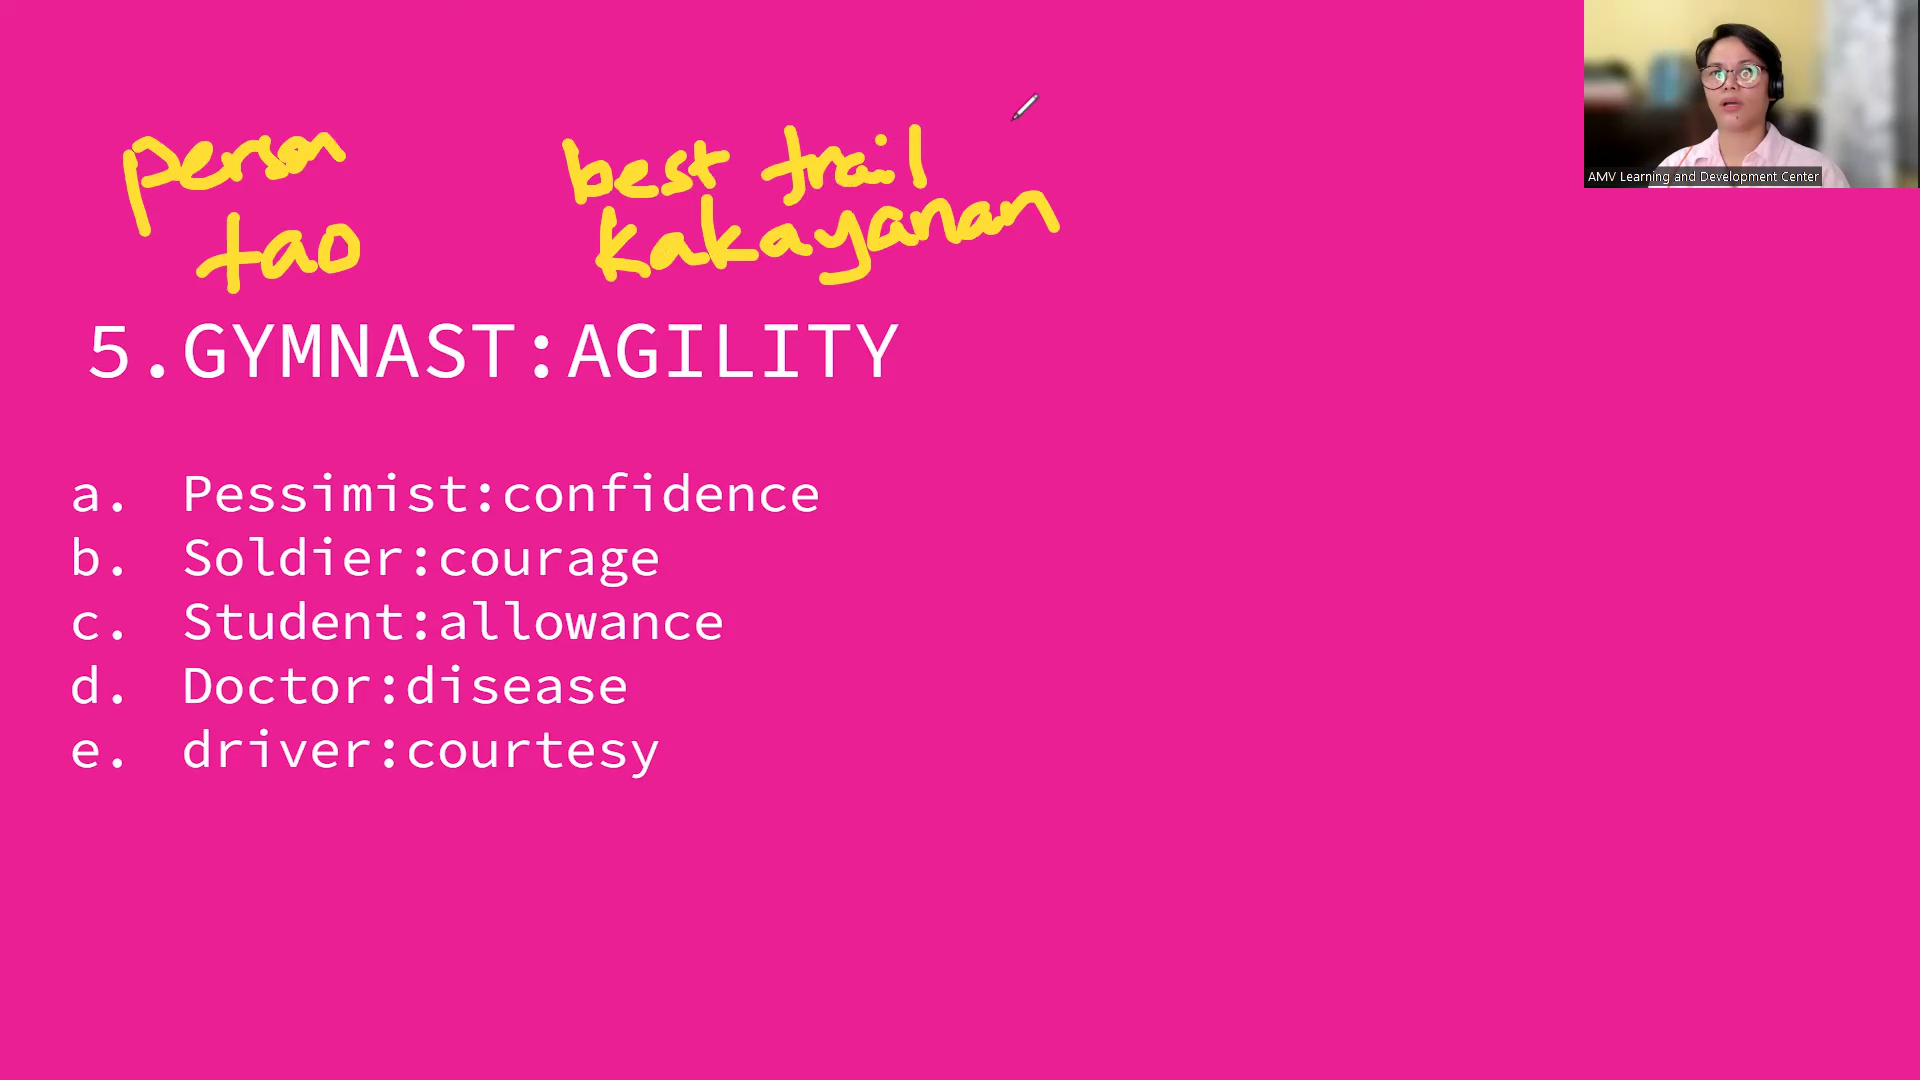 person
tao
best trail
kakayanan
5.GYMNAST:AGILITY
a. Pessimist:confidence
b. Soldier:courage
c. Student:allowance
d. Doctor:disease
e. driver:courtesy
AMV Learning and Development Center